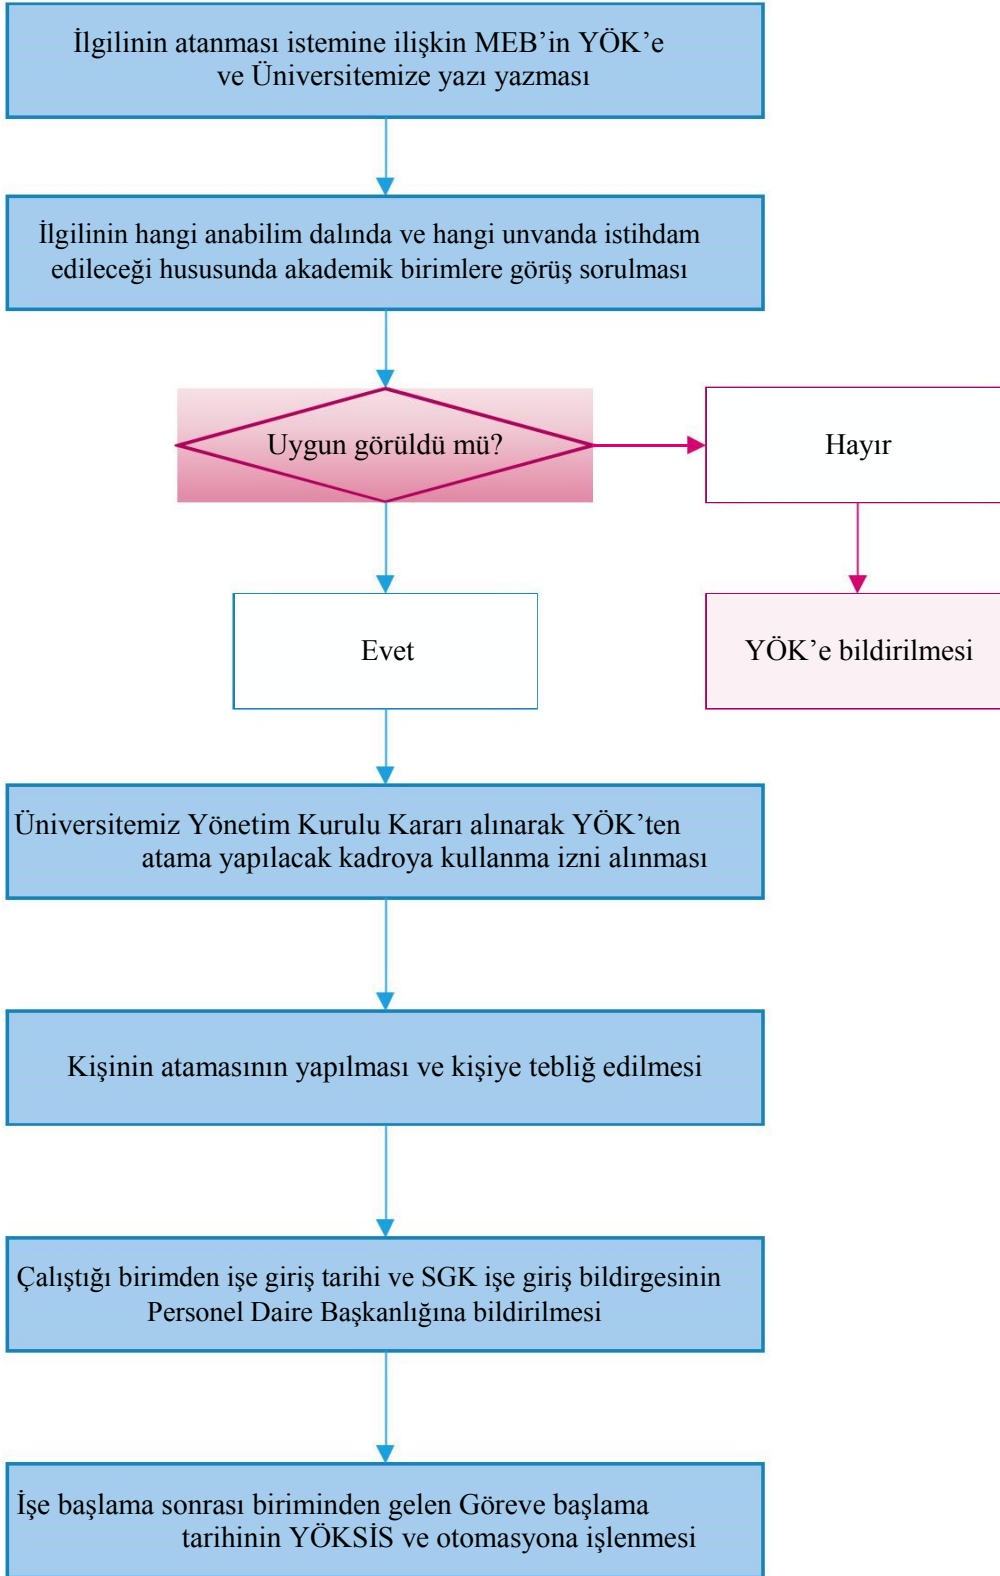 İlgilinin atanması istemine ilişkin MEB’in YÖK’e
ve Üniversitemize yazı yazması
İlgilinin hangi anabilim dalında ve hangi unvanda istihdam
edileceği hususunda akademik birimlere görüş sorulması
Uygun görüldü mü?
Hayır
Evet
YÖK’e bildirilmesi
Üniversitemiz Yönetim Kurulu Kararı alınarak YÖK’ten
atama yapılacak kadroya kullanma izni alınması
Kişinin atamasının yapılması ve kişiye tebliğ edilmesi
Çalıştığı birimden işe giriş tarihi ve SGK işe giriş bildirgesinin
Personel Daire Başkanlığına bildirilmesi
İşe başlama sonrası biriminden gelen Göreve başlama
tarihinin YÖKSİS ve otomasyona işlenmesi